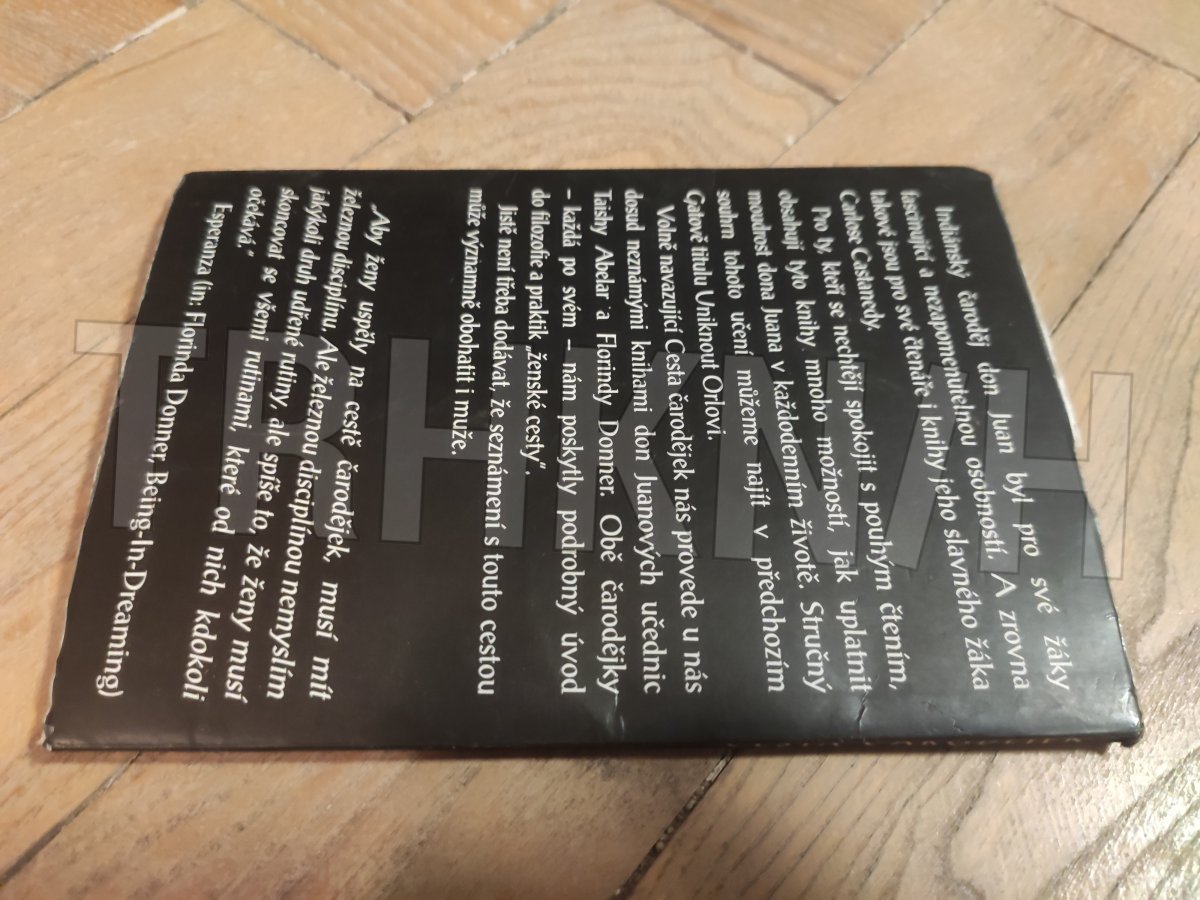 Indiánský čaroděj don Juan byl pro své žáky
fascinující a nezapomenutelnou osobností. A zrovna
takové jsou pro své čtenáře i knihy jeho slavného žáka
Carlose Castanedy.
Pro ty, kteří se nechtějí spokojit s pouhým čtením,
obsahují tyto knihy mnoho možností, jak uplatnit
moudrost dona Juana v každodenním životě. Stručný
souhrn tohoto učení můžeme najít v předchozím
Gaiově titulu Uniknout Orlovi.
Volně navazující Cesta čarodějek nás provede u nás
dosud neznámými knihami don Juanových učednic
Taishy Abelar a Florindy Donner. Obě čarodějky
– každá po svém – nám poskytly podrobný úvod
do filozofie a praktik „ženské cesty“.
Jistě není třeba dodávat, že seznámení s touto cestou
může významně obohatit i muže.
„Aby ženy uspěly na cestě čarodějek, musí mít
železnou disciplínu. Ale železnou disciplínou nemyslím
jakýkoli druh udřené rutiny, ale spíše to, že ženy musí
skoncovat se všemi rutinami, které od nich kdokoli
očekává.“
Esperanza (in: Florinda Donner, Being-In-Dreaming)
TRHKNIH